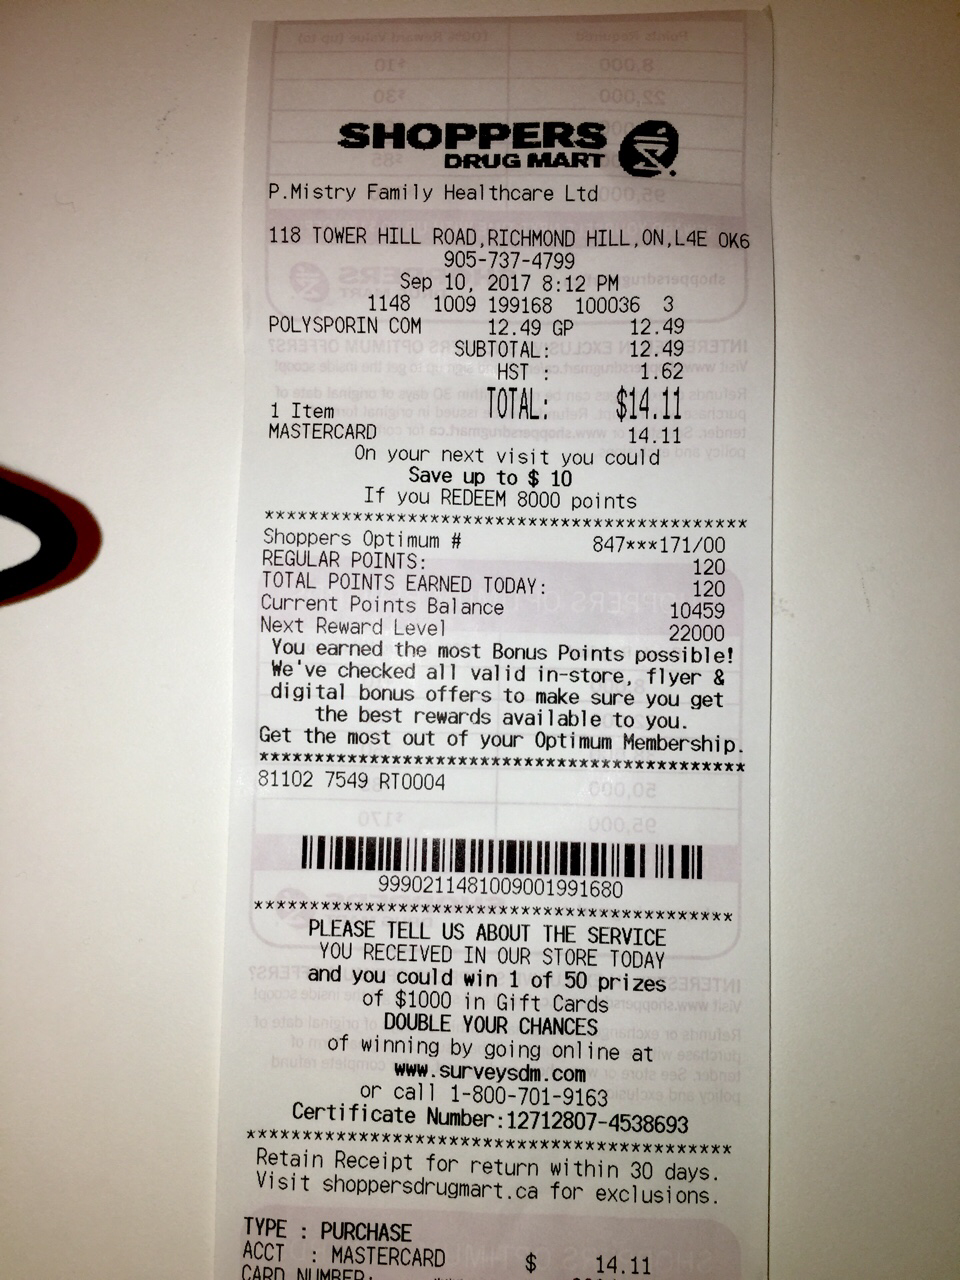 SHOPPERS
DRUG MART
P.Mistry Family Healthcare Ltd
118 TOWER HILL ROAD,RICHMOND HILL,ON,L4E 0K6
905-737-4799
Sep 10, 2017 8:12 PM
1148 1009 199168 100036 3
POLYSPORIN COM 12.49 GP 12.49
SUBTOTAL: 12.49
HST : 1.62
TOTAL: $14.11
1 Item
MASTERCARD 14.11
On your next visit you could
Save up to $ 10
If you REDEEM 8000 points
********************************************
Shoppers Optimum # 847***171/00
REGULAR POINTS: 120
TOTAL POINTS EARNED TODAY: 120
Current Points Balance 10459
Next Reward Level 22000
You earned the most Bonus Points possible!
We've checked all valid in-store, flyer &
digital bonus offers to make sure you get
the best rewards available to you.
Get the most out of your Optimum Membership.
********************************************
81102 7549 RT0004
9990211481009001991680
********************************************
PLEASE TELL US ABOUT THE SERVICE
YOU RECEIVED IN OUR STORE TODAY
and you could win 1 of 50 prizes
of $1000 in Gift Cards
DOUBLE YOUR CHANCES
of winning by going online at
www.surveysdm.com
or call 1-800-701-9163
Certificate Number:12712807-4538693
********************************************
Retain Receipt for return within 30 days.
Visit shoppersdrugmart.ca for exclusions.
TYPE : PURCHASE
ACCT : MASTERCARD $ 14.11
CARD NUMBER: